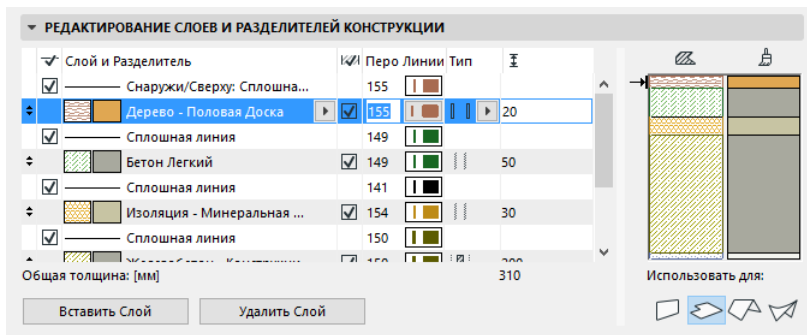 РЕДАКТИРОВАНИЕ СЛОЕВ И РАЗДЕЛИТЕЛЕЙ КОНСТРУКЦИИ
Слой и Разделитель Перо Линии Тип
Снаружи/Сверху: Сплошна... 155
Дерево - Половая Доска 155 20
Сплошная линия 149
Бетон Легкий 149 50
Сплошная линия 141
Изоляция - Минеральная ... 154 30
Сплошная линия 150
Общая толщина: [мм] 310
Использовать для:
Вставить Слой Удалить Слой